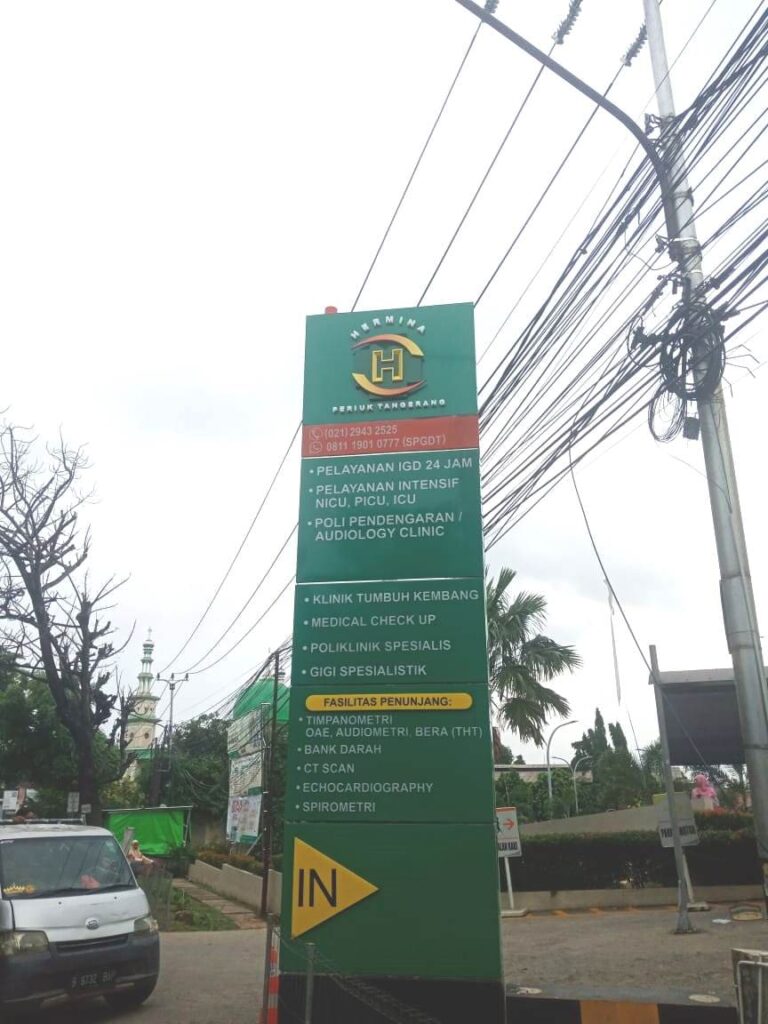 HERMINA
H
PERIUK TANGERANG
(021) 2943 2525
0811 1901 0777 (SPGDT)
• PELAYANAN IGD 24 JAM
• PELAYANAN INTENSIF
NICU, PICU, ICU
• POLI PENDENGARAN /
AUDIOLOGY CLINIC
• KLINIK TUMBUH KEMBANG
• MEDICAL CHECK UP
• POLIKLINIK SPESIALIS
• GIGI SPESIALISTIK
FASILITAS PENUNJANG:
• TIMPANOMETRI
OAE, AUDIOMETRI, BERA (THT)
• BANK DARAH
• CT SCAN
• ECHOCARDIOGRAPHY
• SPIROMETRI
IN